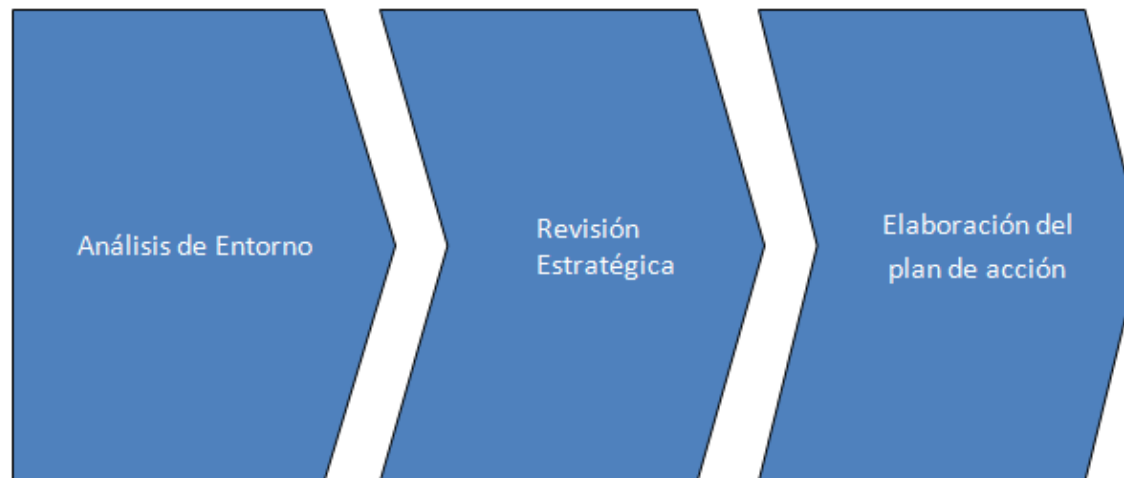 Análisis de Entorno
Revisión
Estratégica
Elaboración del
plan de acción